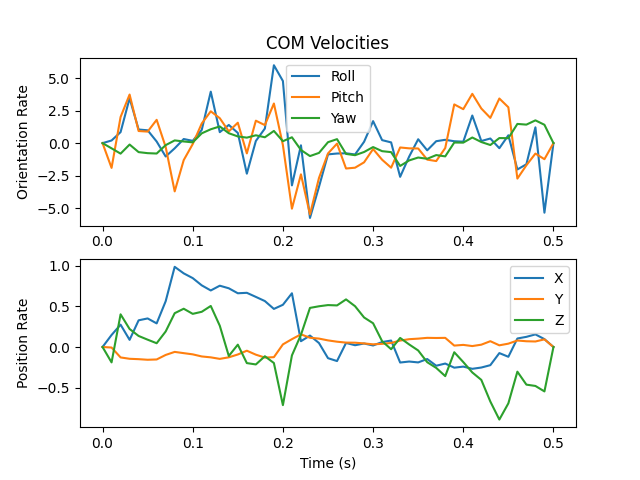 COM Velocities
Orientation Rate
5.0
2.5
0.0
−2.5
−5.0
Roll
Pitch
Yaw
0.0 0.1 0.2 0.3 0.4 0.5
Position Rate
1.0
0.5
0.0
−0.5
X
Y
Z
0.0 0.1 0.2 0.3 0.4 0.5
Time (s)